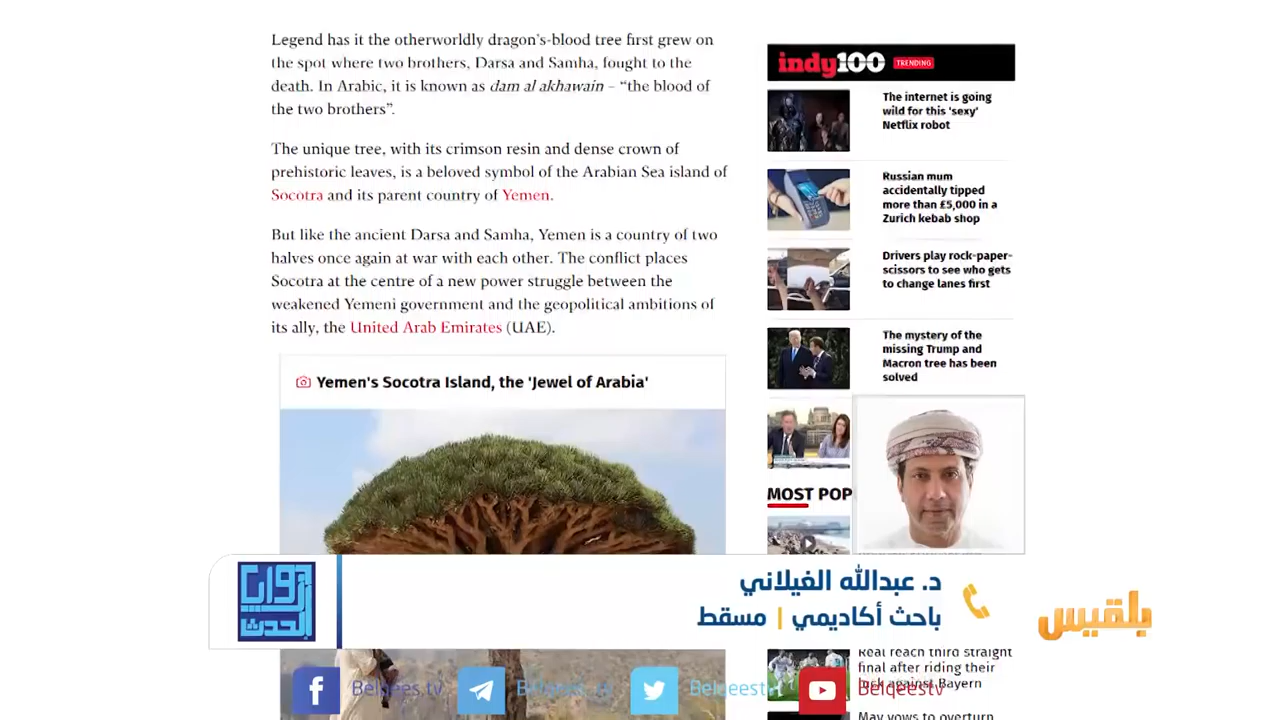 Legend has it the otherworldly dragon's-blood tree first grew on
the spot where two brothers, Darsa and Samha, fought to the
death. In Arabic, it is known as dam al akhawain – “the blood of
the two brothers”.
The unique tree, with its crimson resin and dense crown of
prehistoric leaves, is a beloved symbol of the Arabian Sea island of
Socotra and its parent country of Yemen.
But like the ancient Darsa and Samha, Yemen is a country of two
halves once again at war with each other. The conflict places
Socotra at the centre of a new power struggle between the
weakened Yemeni government and the geopolitical ambitions of
its ally, the United Arab Emirates (UAE).
Yemen's Socotra Island, the 'Jewel of Arabia'
indy100 TRENDING
The internet is going
wild for this 'sexy'
Netflix robot
Russian mum
accidentally tipped
more than £5,000 in a
Zurich kebab shop
Drivers play rock-paper-
scissors to see who gets
to change lanes first
The mystery of the
missing Trump and
Macron tree has been
solved
MOST POP
د. عبدالله الغيلاني
باحث أكاديمي | مسقط
بلقيس
Real reach third straight
final after riding their
luck against Bayern
May vows to overturn
Belqees.tv
Belqeestv
Belqeestv